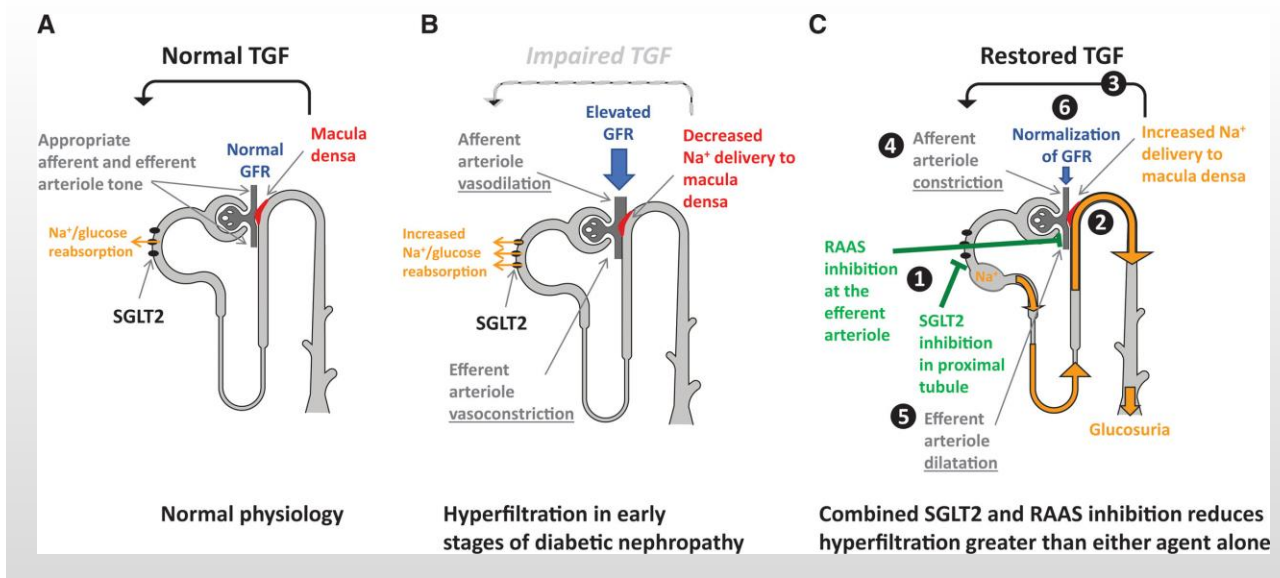 A
Normal TGF
Appropriate
afferent and efferent
arteriole tone
Normal
GFR
Macula
densa
Na⁺/glucose
reabsorption
SGLT2
Normal physiology
B
Impaired TGF
Elevated
GFR
Afferent
arteriole
vasodilation
Decreased
Na⁺ delivery to
macula
densa
Increased
Na⁺/glucose
reabsorption
SGLT2
Efferent
arteriole
vasoconstriction
Hyperfiltration in early
stages of diabetic nephropathy
C
Restored TGF
3
6
4
Afferent
arteriole
constriction
Normalization
of GFR
Increased Na⁺
delivery to
macula densa
2
RAAS
inhibition
at the
efferent
arteriole
1
Na⁺
SGLT2
inhibition
in proximal
tubule
5
Efferent
arteriole
dilatation
Glucosuria
Combined SGLT2 and RAAS inhibition reduces
hyperfiltration greater than either agent alone